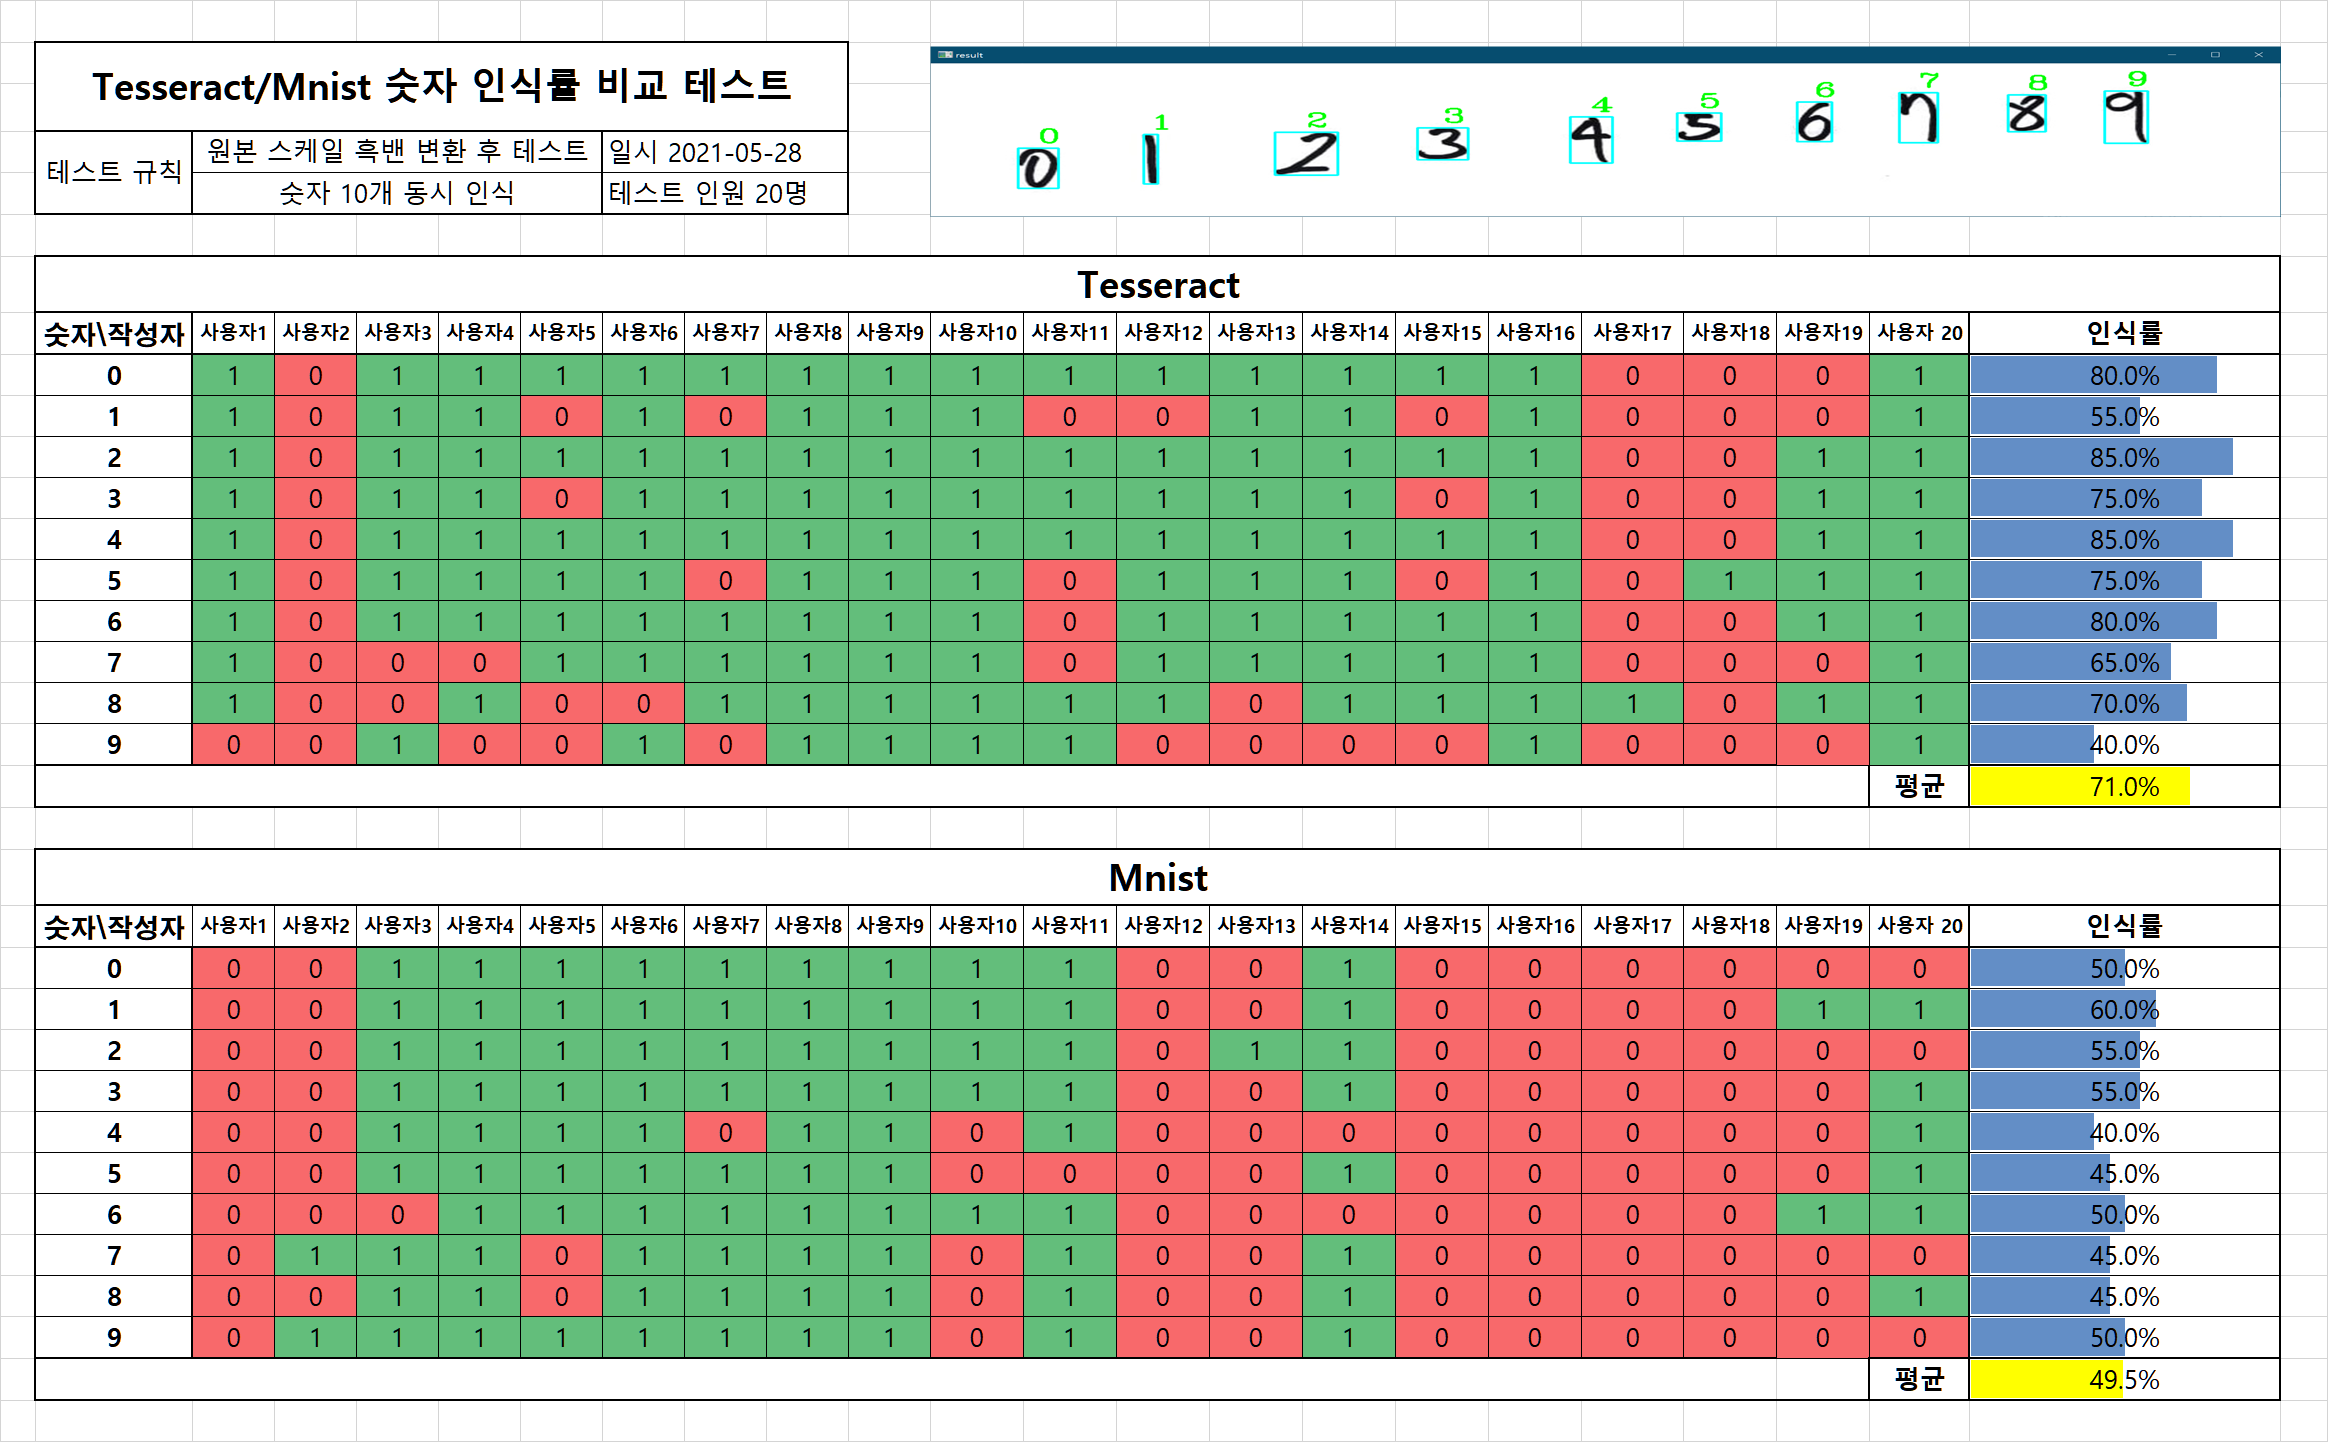 Tesseract/Mnist 숫자 인식률 비교 테스트
테스트 규칙
원본 스케일 흑밴 변환 후 테스트 일시 2021-05-28
숫자 10개 동시 인식 테스트 인원 20명
result
0 1 2 3 4 5 6 7 8 9
0 1 2 3 4 5 6 7 8 9
Tesseract
숫자\작성자 사용자1 사용자2 사용자3 사용자4 사용자5 사용자6 사용자7 사용자8 사용자9 사용자10 사용자11 사용자12 사용자13 사용자14 사용자15 사용자16 사용자17 사용자18 사용자19 사용자 20 인식률
0 1 0 1 1 1 1 1 1 1 1 1 1 1 1 1 1 0 0 0 1 80.0%
1 1 0 1 1 0 1 0 1 1 1 0 0 1 1 0 1 0 0 0 1 55.0%
2 1 0 1 1 1 1 1 1 1 1 1 1 1 1 1 1 0 0 1 1 85.0%
3 1 0 1 1 0 1 1 1 1 1 1 1 1 1 0 1 0 0 1 1 75.0%
4 1 0 1 1 1 1 1 1 1 1 1 1 1 1 1 1 0 0 1 1 85.0%
5 1 0 1 1 1 1 0 1 1 1 0 1 1 1 0 1 0 1 1 1 75.0%
6 1 0 1 1 1 1 1 1 1 1 0 1 1 1 1 1 0 0 1 1 80.0%
7 1 0 0 0 1 1 1 1 1 1 0 1 1 1 1 1 0 0 0 1 65.0%
8 1 0 0 1 0 0 1 1 1 1 1 1 0 1 1 1 1 0 1 1 70.0%
9 0 0 1 0 0 1 0 1 1 1 1 0 0 0 0 1 0 0 0 1 40.0%
평균 71.0%
Mnist
숫자\작성자 사용자1 사용자2 사용자3 사용자4 사용자5 사용자6 사용자7 사용자8 사용자9 사용자10 사용자11 사용자12 사용자13 사용자14 사용자15 사용자16 사용자17 사용자18 사용자19 사용자 20 인식률
0 0 0 1 1 1 1 1 1 1 1 1 0 0 1 0 0 0 0 0 0 50.0%
1 0 0 1 1 1 1 1 1 1 1 1 0 0 1 0 0 0 0 1 1 60.0%
2 0 0 1 1 1 1 1 1 1 1 1 0 1 1 0 0 0 0 0 0 55.0%
3 0 0 1 1 1 1 1 1 1 1 1 0 0 1 0 0 0 0 0 1 55.0%
4 0 0 1 1 1 1 0 1 1 0 1 0 0 0 0 0 0 0 0 1 40.0%
5 0 0 1 1 1 1 1 1 1 0 0 0 0 1 0 0 0 0 0 1 45.0%
6 0 0 0 1 1 1 1 1 1 1 1 0 0 0 0 0 0 0 1 1 50.0%
7 0 1 1 1 0 1 1 1 1 0 1 0 0 1 0 0 0 0 0 0 45.0%
8 0 0 1 1 0 1 1 1 1 0 1 0 0 1 0 0 0 0 0 1 45.0%
9 0 1 1 1 1 1 1 1 1 0 1 0 0 1 0 0 0 0 0 0 50.0%
평균 49.5%